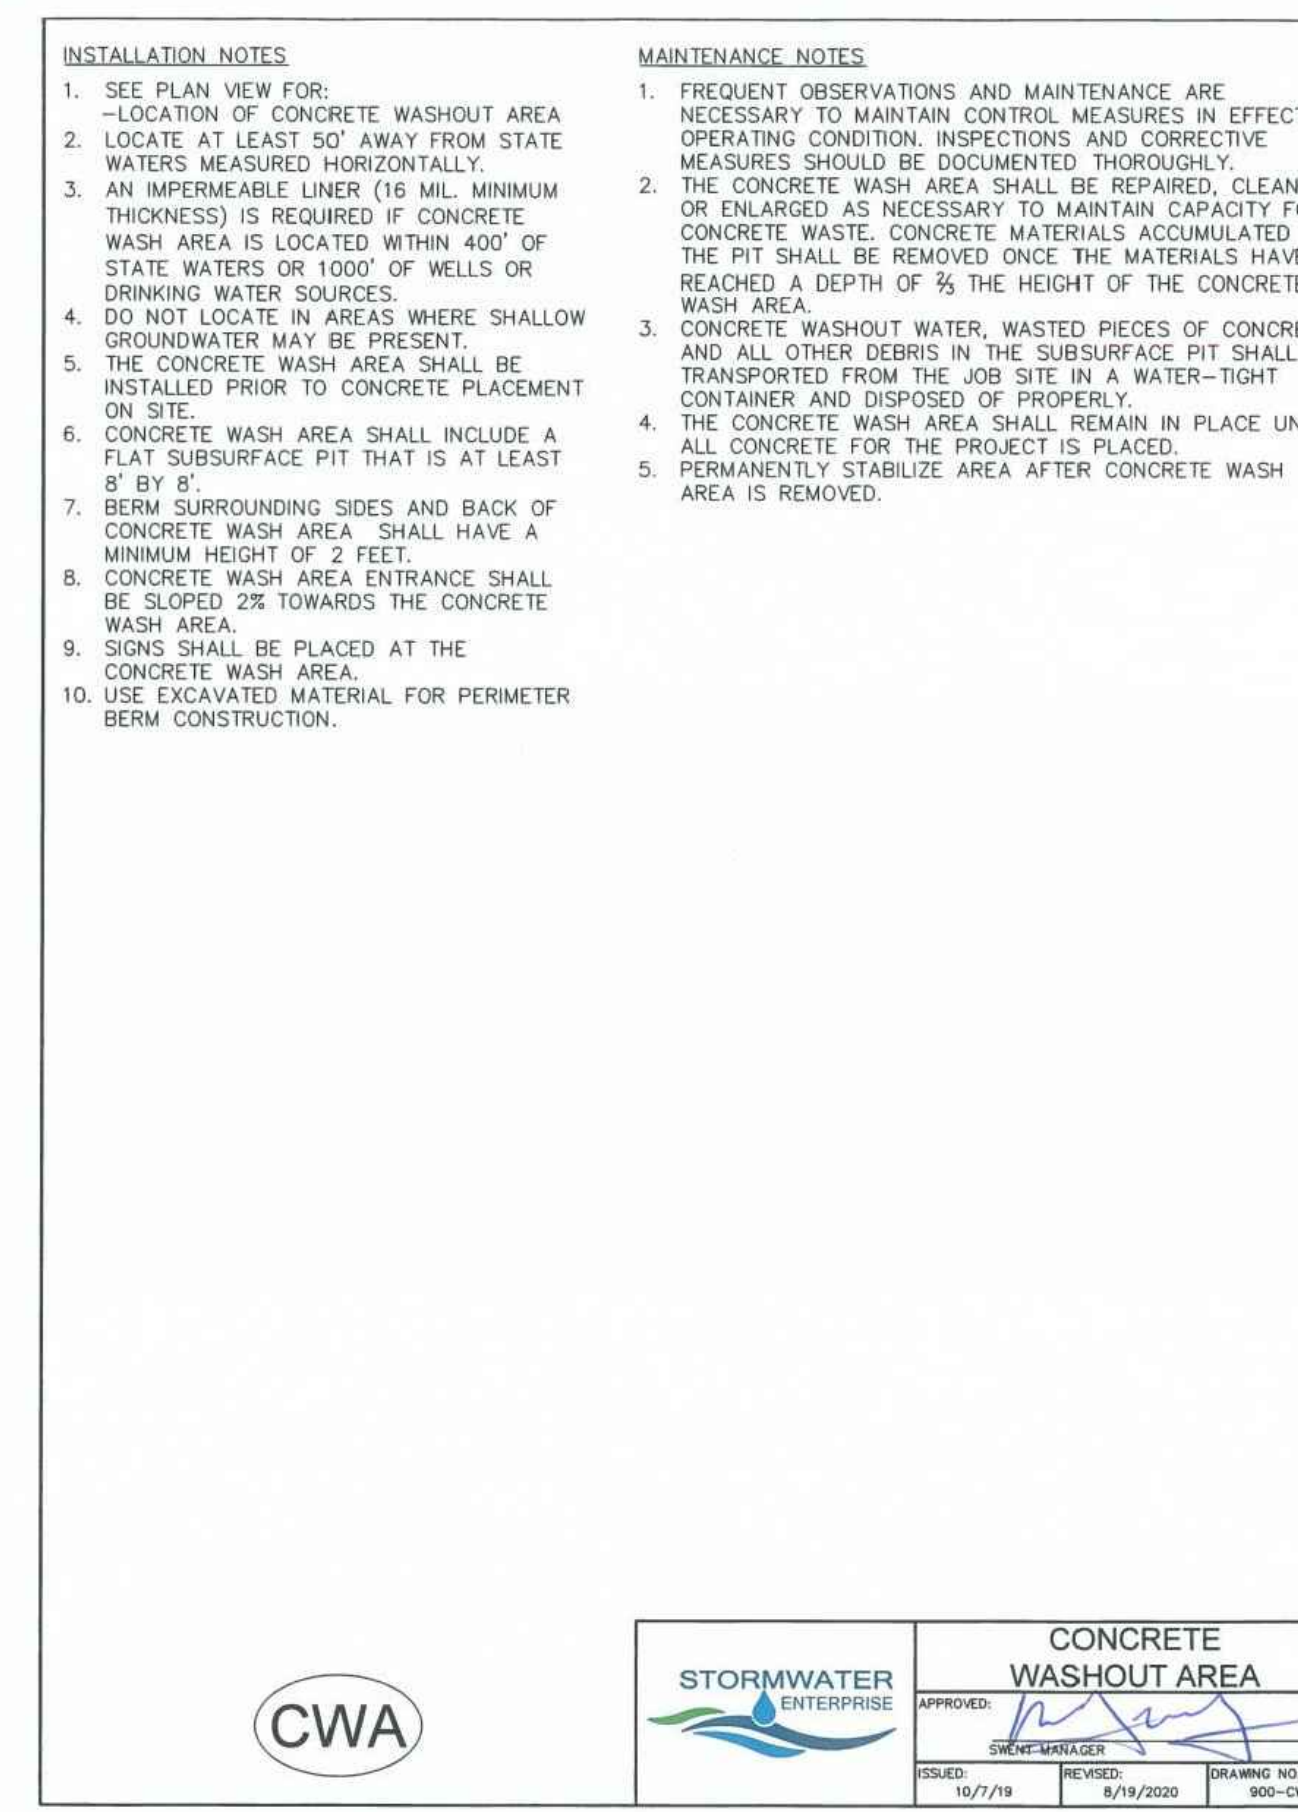 INSTALLATION NOTES
1. SEE PLAN VIEW FOR:
-LOCATION OF CONCRETE WASHOUT AREA
2. LOCATE AT LEAST 50' AWAY FROM STATE
WATERS MEASURED HORIZONTALLY.
3. AN IMPERMEABLE LINER (16 MIL. MINIMUM
THICKNESS) IS REQUIRED IF CONCRETE
WASH AREA IS LOCATED WITHIN 400' OF
STATE WATERS OR 1000' OF WELLS OR
DRINKING WATER SOURCES.
4. DO NOT LOCATE IN AREAS WHERE SHALLOW
GROUNDWATER MAY BE PRESENT.
5. THE CONCRETE WASH AREA SHALL BE
INSTALLED PRIOR TO CONCRETE PLACEMENT
ON SITE.
6. CONCRETE WASH AREA SHALL INCLUDE A
FLAT SUBSURFACE PIT THAT IS AT LEAST
8' BY 8'.
7. BERM SURROUNDING SIDES AND BACK OF
CONCRETE WASH AREA SHALL HAVE A
MINIMUM HEIGHT OF 2 FEET.
8. CONCRETE WASH AREA ENTRANCE SHALL
BE SLOPED 2% TOWARDS THE CONCRETE
WASH AREA.
9. SIGNS SHALL BE PLACED AT THE
CONCRETE WASH AREA.
10. USE EXCAVATED MATERIAL FOR PERIMETER
BERM CONSTRUCTION.
MAINTENANCE NOTES
1. FREQUENT OBSERVATIONS AND MAINTENANCE ARE
NECESSARY TO MAINTAIN CONTROL MEASURES IN EFFECT
OPERATING CONDITION. INSPECTIONS AND CORRECTIVE
MEASURES SHOULD BE DOCUMENTED THOROUGHLY.
2. THE CONCRETE WASH AREA SHALL BE REPAIRED, CLEAN
OR ENLARGED AS NECESSARY TO MAINTAIN CAPACITY FO
CONCRETE WASTE. CONCRETE MATERIALS ACCUMULATED
THE PIT SHALL BE REMOVED ONCE THE MATERIALS HAVE
REACHED A DEPTH OF ⅔ THE HEIGHT OF THE CONCRETE
WASH AREA.
3. CONCRETE WASHOUT WATER, WASTED PIECES OF CONCRE
AND ALL OTHER DEBRIS IN THE SUBSURFACE PIT SHALL
TRANSPORTED FROM THE JOB SITE IN A WATER-TIGHT
CONTAINER AND DISPOSED OF PROPERLY.
4. THE CONCRETE WASH AREA SHALL REMAIN IN PLACE UN
ALL CONCRETE FOR THE PROJECT IS PLACED.
5. PERMANENTLY STABILIZE AREA AFTER CONCRETE WASH
AREA IS REMOVED.
CWA
STORMWATER
ENTERPRISE
CONCRETE
WASHOUT AREA
APPROVED:
SWENT MANAGER
ISSUED:
10/7/19
REVISED:
8/19/2020
DRAWING NO
900-C